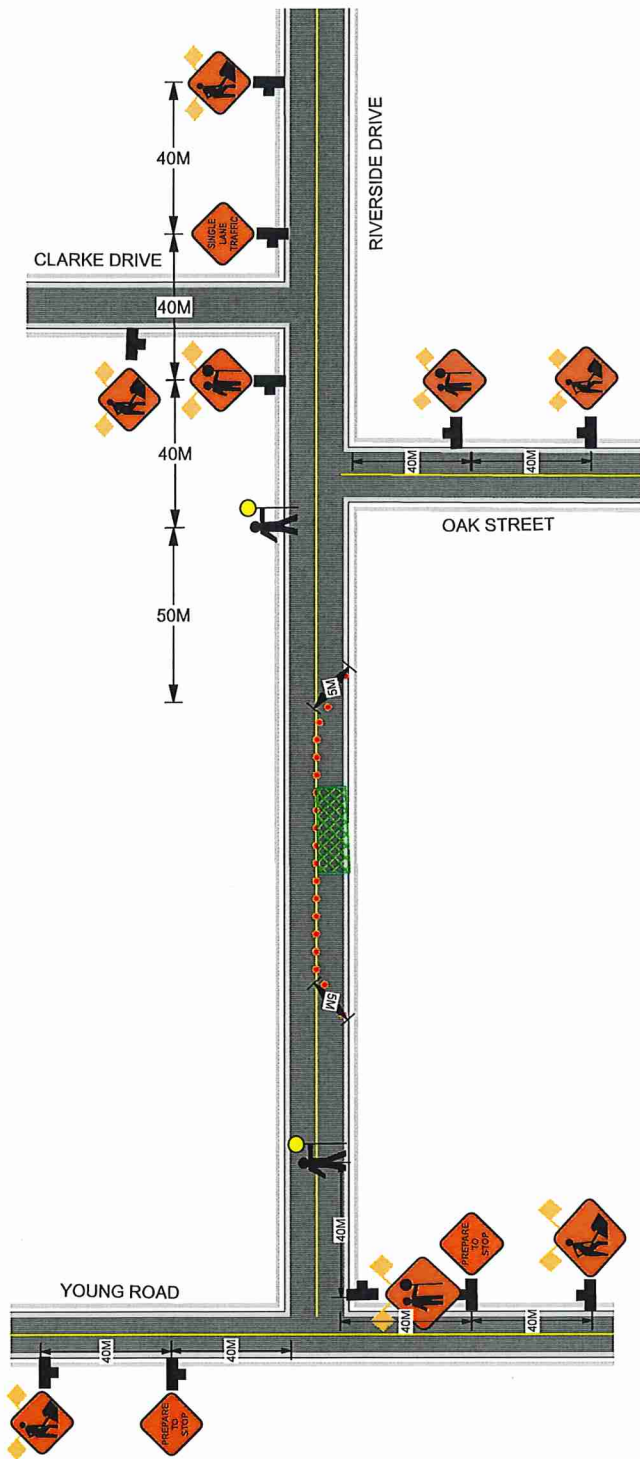 40M
SINGLE
LANE
TRAFFIC
CLARKE DRIVE
RIVERSIDE DRIVE
40M
40M
40M
40M
OAK STREET
50M
5M
5M
40M
YOUNG ROAD
PREPARE
TO
STOP
40M
40M
40M
40M
PREPARE
TO
STOP